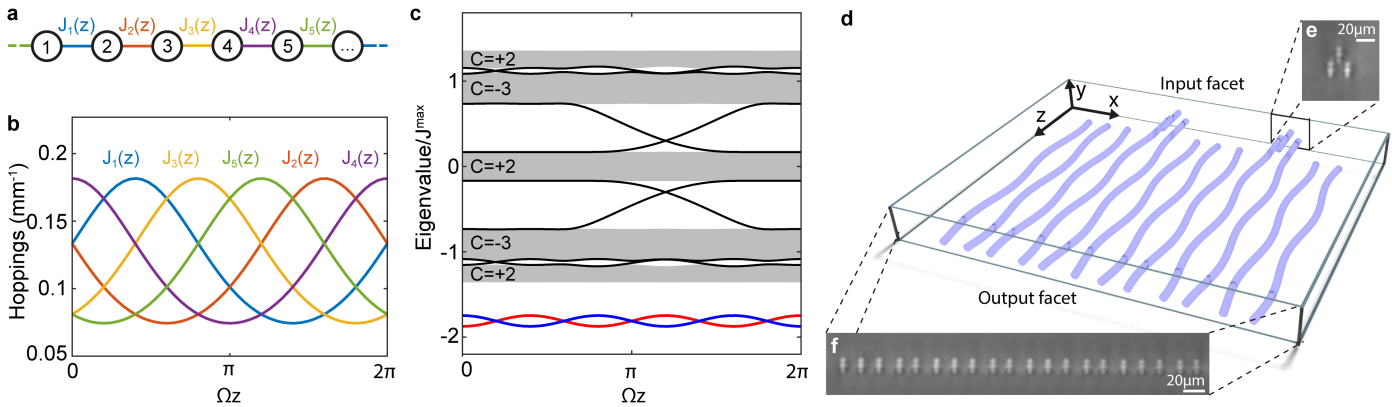 a
J₁(z) J₂(z) J₃(z) J₄(z) J₅(z)
1 2 3 4 5 ...
b
Hoppings (mm⁻¹)
0.2
0.15
0.1
0.05
J₁(z) J₃(z) J₅(z) J₂(z) J₄(z)
0 π 2π
Ωz
c
Eigenvalue/Jᵐᵃˣ
1
0
-1
-2
C=+2
C=-3
C=+2
C=-3
C=+2
0 π 2π
Ωz
d
y
x
z
Input facet
Output facet
e
20μm
f
20μm